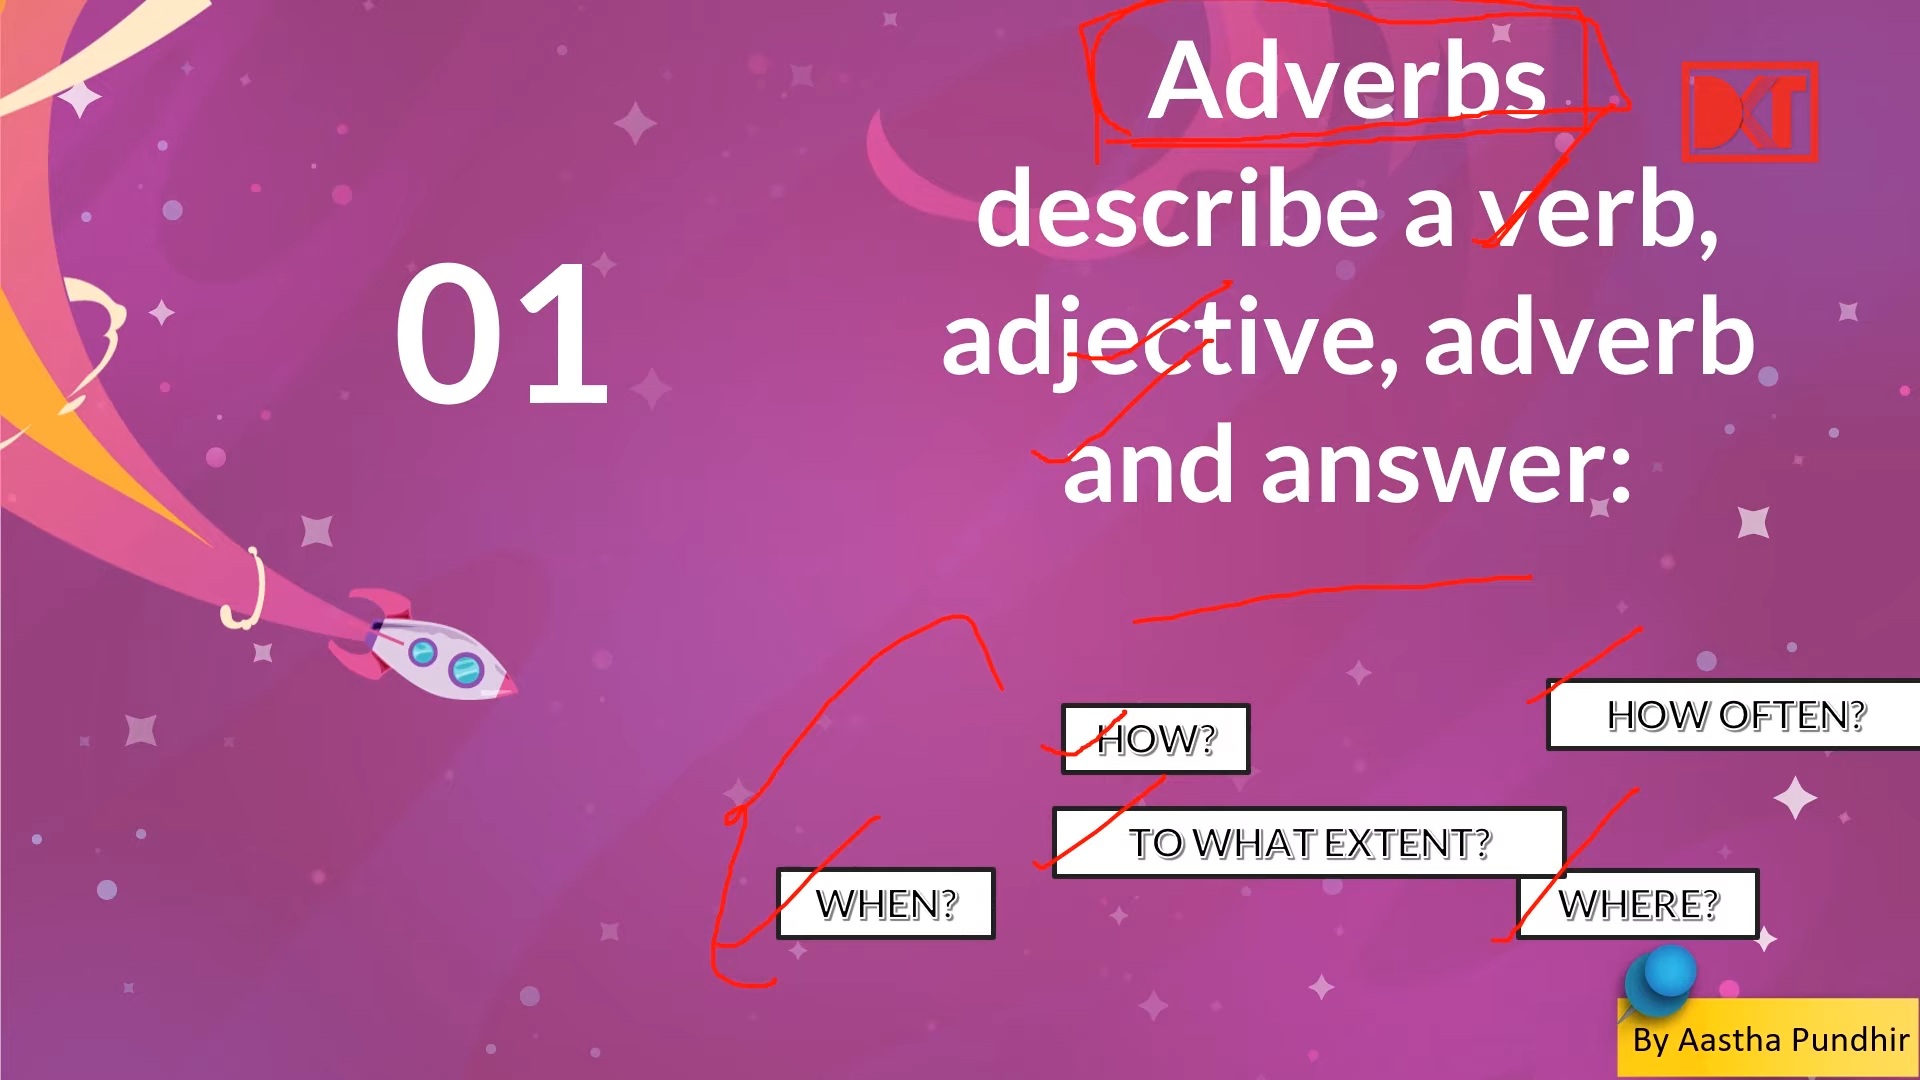 Adverbs
DKT
describe a verb,
01
adjective, adverb
and answer:
HOW?
HOW OFTEN?
TO WHAT EXTENT?
WHEN?
WHERE?
By Aastha Pundhir